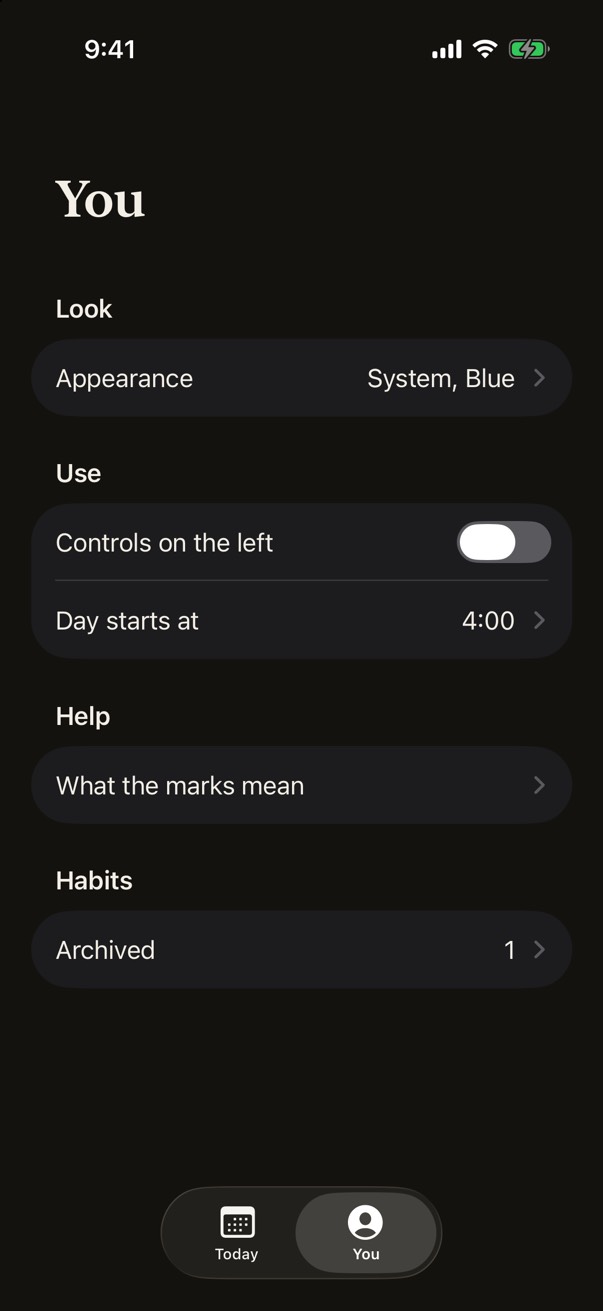 9:41
You
Look
Appearance System, Blue
Use
Controls on the left
Day starts at 4:00
Help
What the marks mean
Habits
Archived 1
Today You